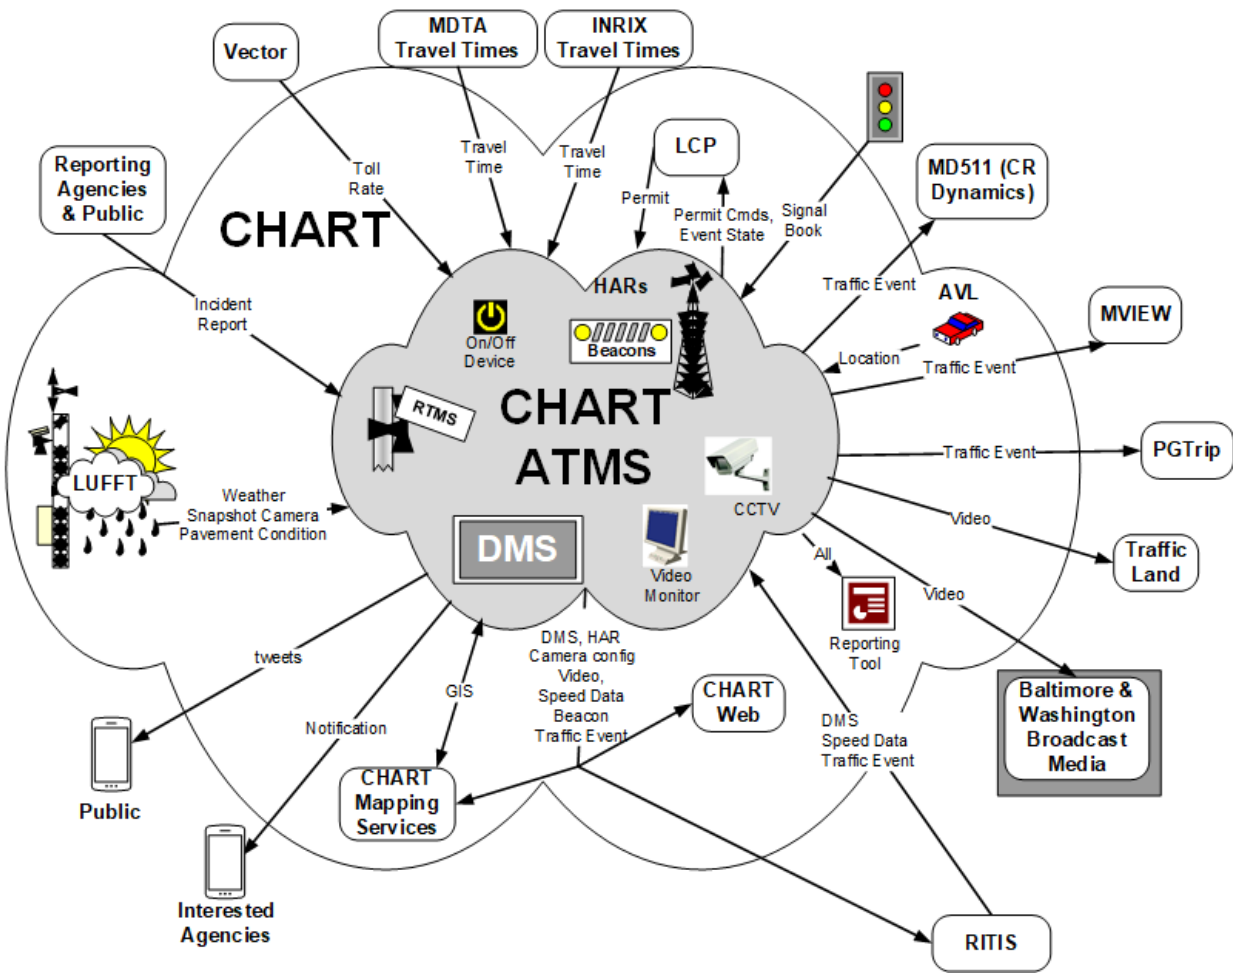 Vector
MDTA
Travel Times
INRIX
Travel Times
LCP
Reporting
Agencies
& Public
MD511 (CR
Dynamics)
Toll
Rate
Travel
Time
Travel
Time
Permit
Permit Cmds,
Event State
Signal
Book
CHART
Incident
Report
HARs
Traffic Event
AVL
MVIEW
On/Off
Device
Beacons
Location
Traffic Event
RTMS
CHART
ATMS
PGTrip
Traffic Event
LUFFT
Weather
Snapshot Camera
Pavement Condition
CCTV
DMS
Video
Traffic
Land
Video
Monitor
All
Video
Reporting
Tool
tweets
DMS, HAR
Camera config
Video,
Speed Data
Beacon
Traffic Event
GIS
Notification
CHART
Web
DMS
Speed Data
Traffic Event
Baltimore &
Washington
Broadcast
Media
Public
CHART
Mapping
Services
Interested
Agencies
RITIS